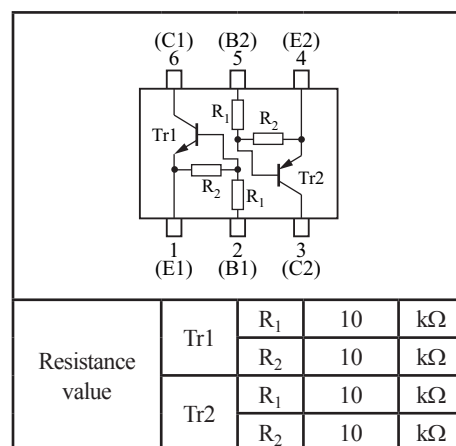 (C1) (B2) (E2)
6 5 4
R1
R2
Tr1
R2
Tr2
R1
1 2 3
(E1) (B1) (C2)
Resistance value
Tr1 R1 10 kΩ
R2 10 kΩ
Tr2 R1 10 kΩ
R2 10 kΩ